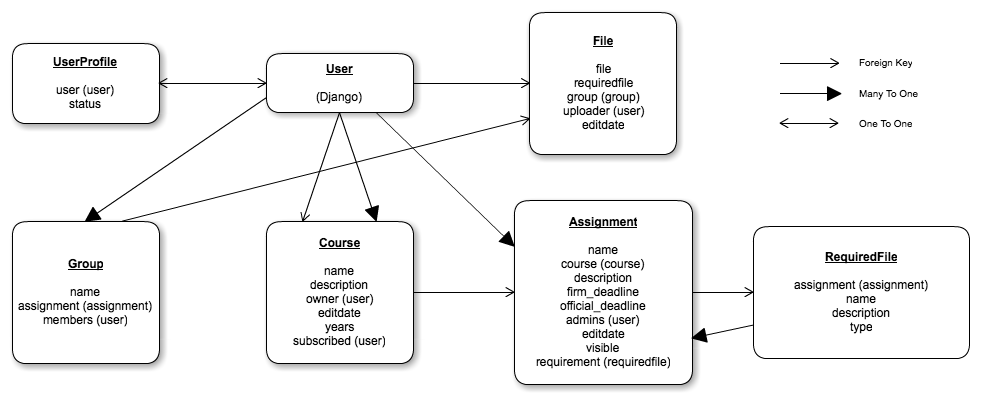 UserProfile
user (user)
status
User
(Django)
File
file
requiredfile
group (group)
uploader (user)
editdate
Foreign Key
Many To One
One To One
Group
name
assignment (assignment)
members (user)
Course
name
description
owner (user)
editdate
years
subscribed (user)
Assignment
name
course (course)
description
firm_deadline
official_deadline
admins (user)
editdate
visible
requirement (requiredfile)
RequiredFile
assignment (assignment)
name
description
type